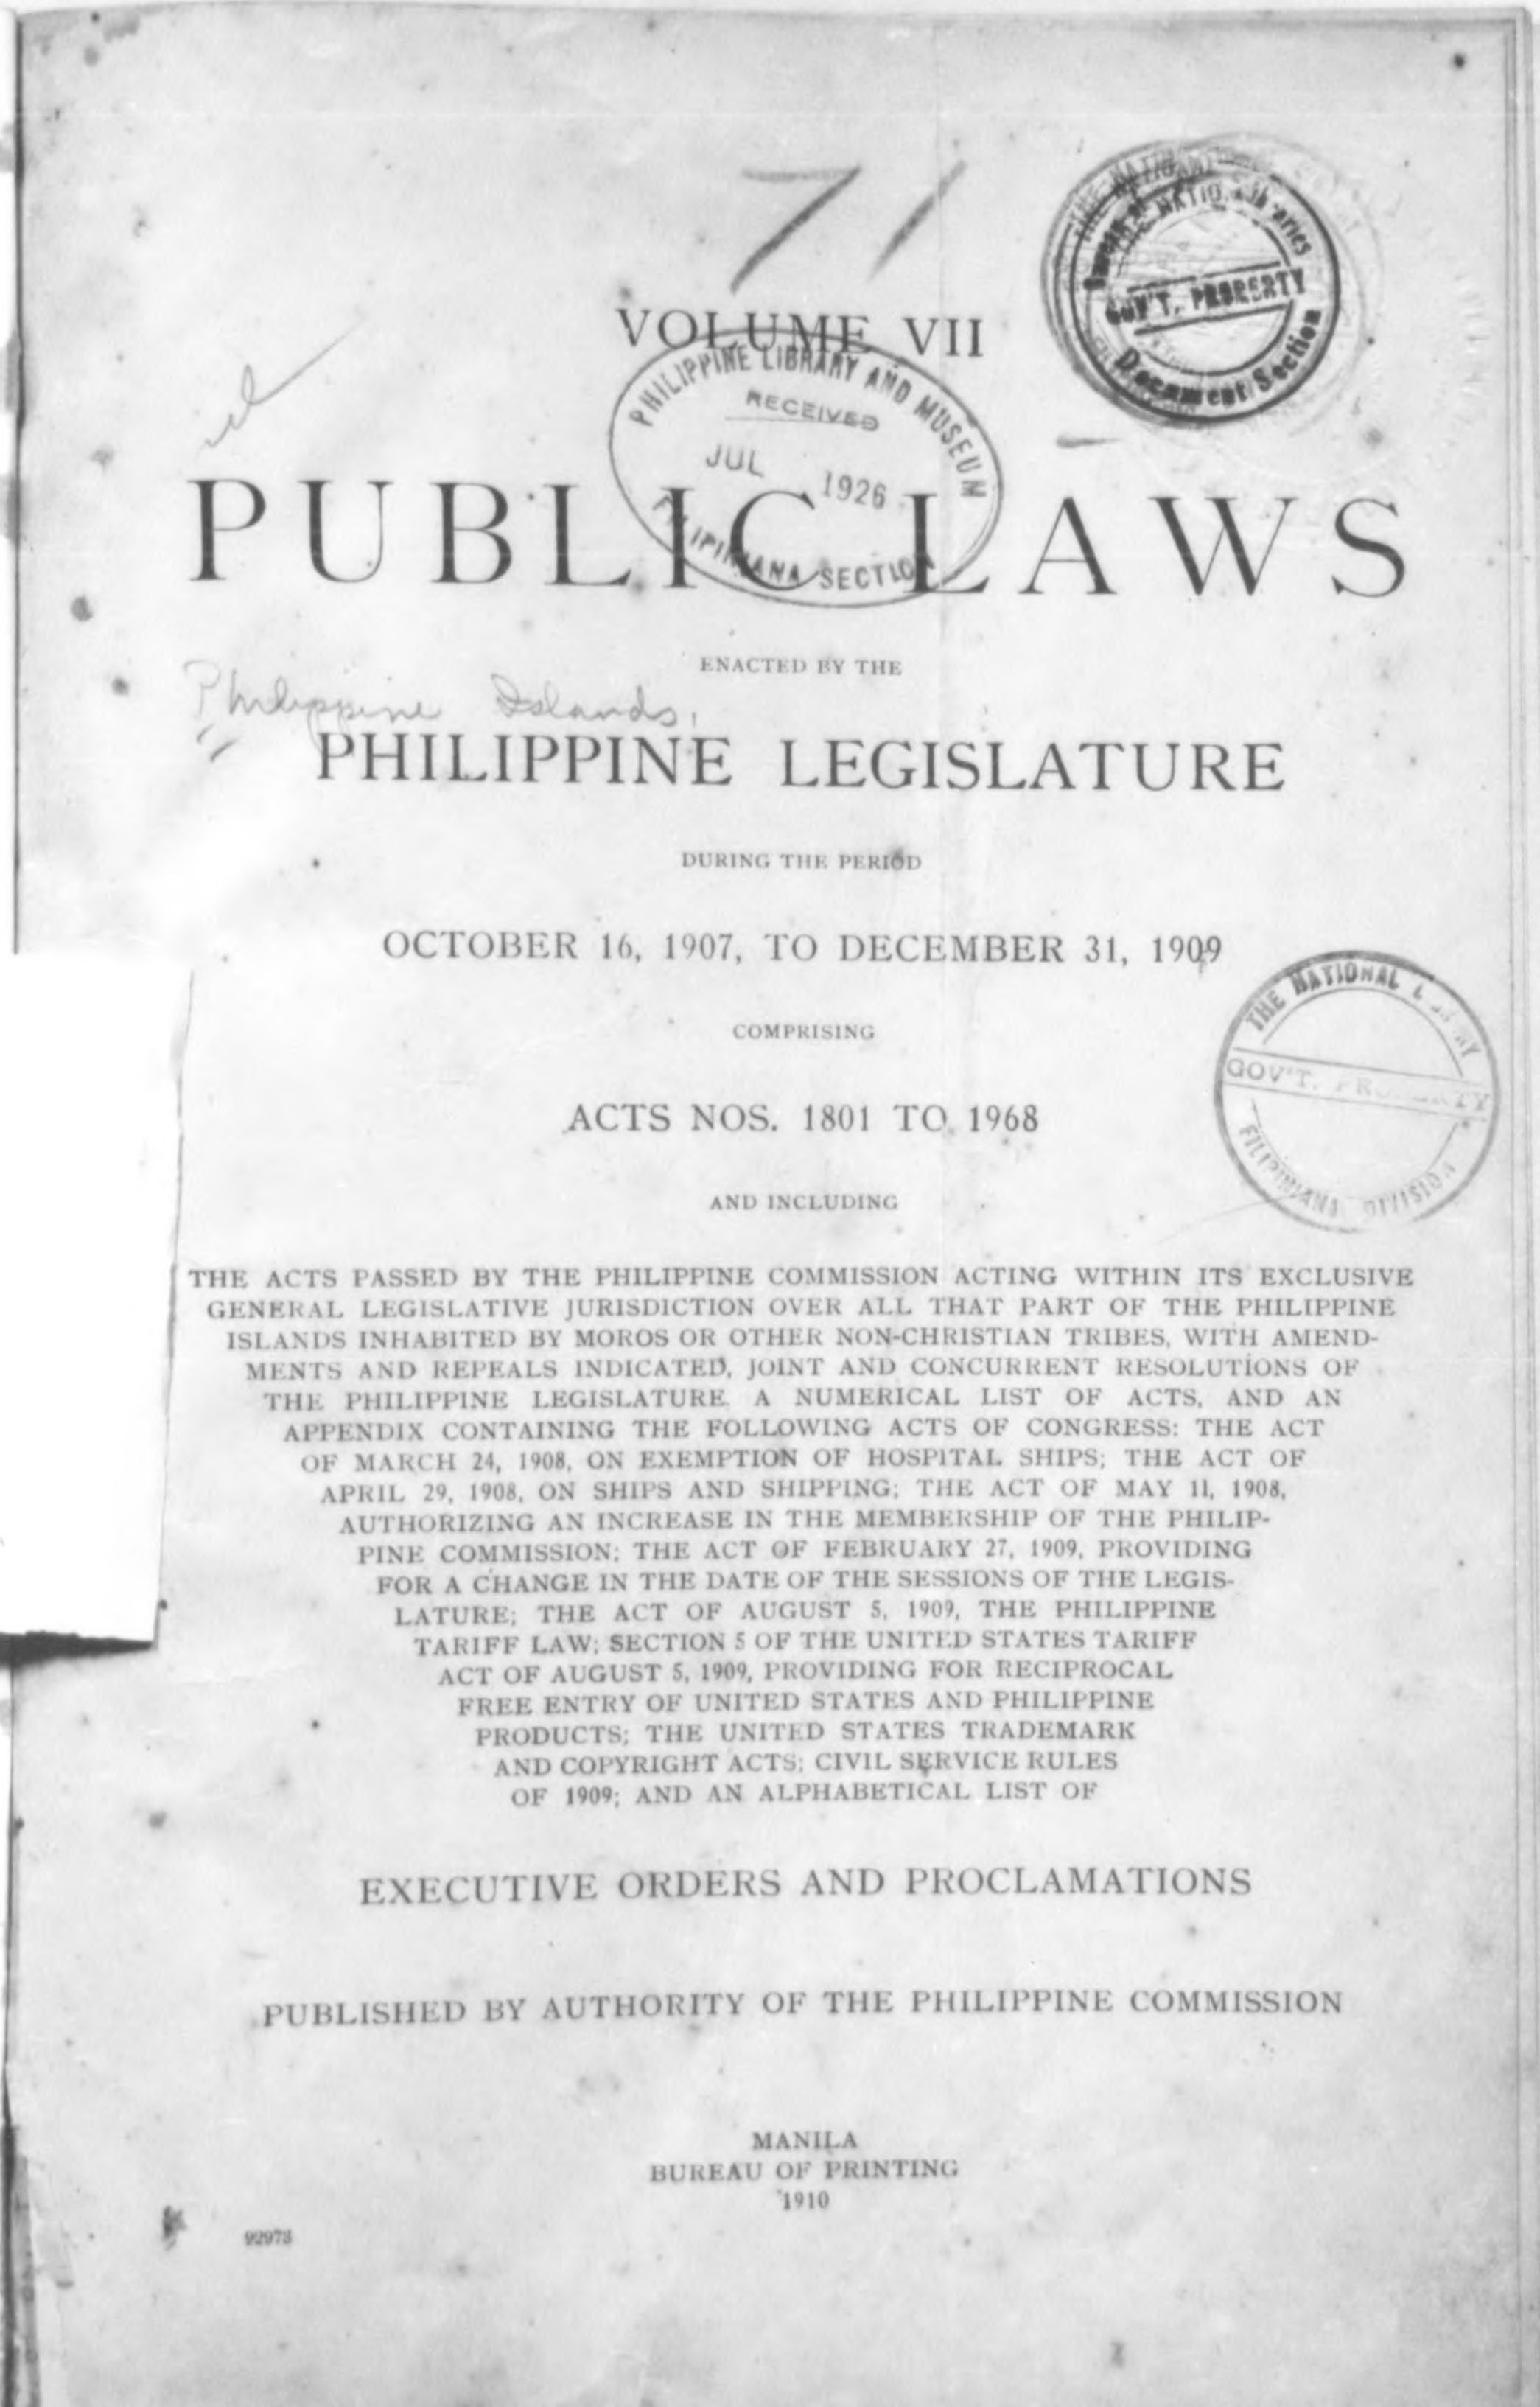 71
VOLUME VII
PHILIPPINE LIBRARY AND MUSEUM
RECEIVED
JUL 1926
FILIPINIANA SECTION
GOV'T. PROPERTY
Document Section
PUBLIC LAWS
ENACTED BY THE
Philippine Islands,
PHILIPPINE LEGISLATURE
DURING THE PERIOD
OCTOBER 16, 1907, TO DECEMBER 31, 1909
THE NATIONAL LIBRARY
GOV'T. PROPERTY
FILIPINIANA DIVISION
COMPRISING
ACTS NOS. 1801 TO 1968
AND INCLUDING
THE ACTS PASSED BY THE PHILIPPINE COMMISSION ACTING WITHIN ITS EXCLUSIVE
GENERAL LEGISLATIVE JURISDICTION OVER ALL THAT PART OF THE PHILIPPINE
ISLANDS INHABITED BY MOROS OR OTHER NON-CHRISTIAN TRIBES, WITH AMEND-
MENTS AND REPEALS INDICATED, JOINT AND CONCURRENT RESOLUTIONS OF
THE PHILIPPINE LEGISLATURE. A NUMERICAL LIST OF ACTS, AND AN
APPENDIX CONTAINING THE FOLLOWING ACTS OF CONGRESS: THE ACT
OF MARCH 24, 1908, ON EXEMPTION OF HOSPITAL SHIPS; THE ACT OF
APRIL 29, 1908, ON SHIPS AND SHIPPING; THE ACT OF MAY 11, 1908,
AUTHORIZING AN INCREASE IN THE MEMBERSHIP OF THE PHILIP-
PINE COMMISSION; THE ACT OF FEBRUARY 27, 1909, PROVIDING
FOR A CHANGE IN THE DATE OF THE SESSIONS OF THE LEGIS-
LATURE; THE ACT OF AUGUST 5, 1909, THE PHILIPPINE
TARIFF LAW; SECTION 5 OF THE UNITED STATES TARIFF
ACT OF AUGUST 5, 1909, PROVIDING FOR RECIPROCAL
FREE ENTRY OF UNITED STATES AND PHILIPPINE
PRODUCTS; THE UNITED STATES TRADEMARK
AND COPYRIGHT ACTS; CIVIL SERVICE RULES
OF 1909; AND AN ALPHABETICAL LIST OF
EXECUTIVE ORDERS AND PROCLAMATIONS
PUBLISHED BY AUTHORITY OF THE PHILIPPINE COMMISSION
MANILA
BUREAU OF PRINTING
1910
92973